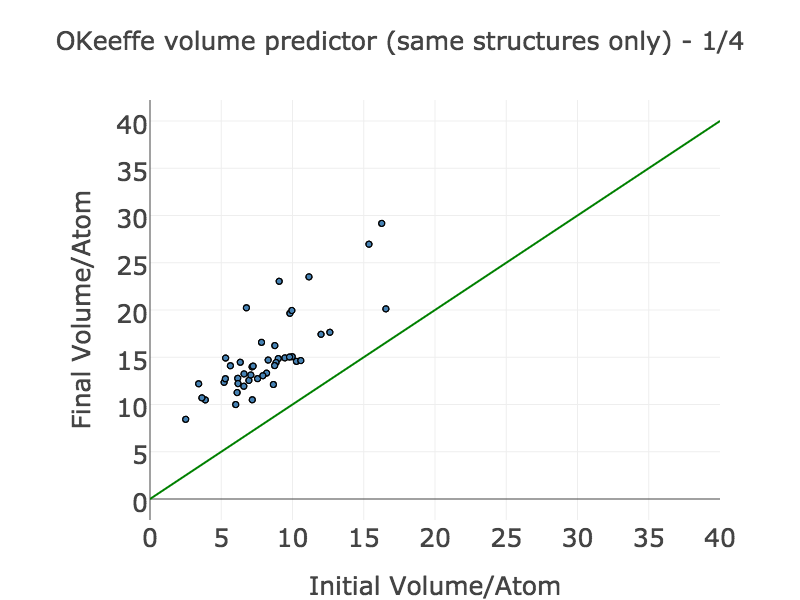 OKeeffe volume predictor (same structures only) - 1/4
40
35
30
25
20
15
10
5
0
Final Volume/Atom
0 5 10 15 20 25 30 35 40
Initial Volume/Atom